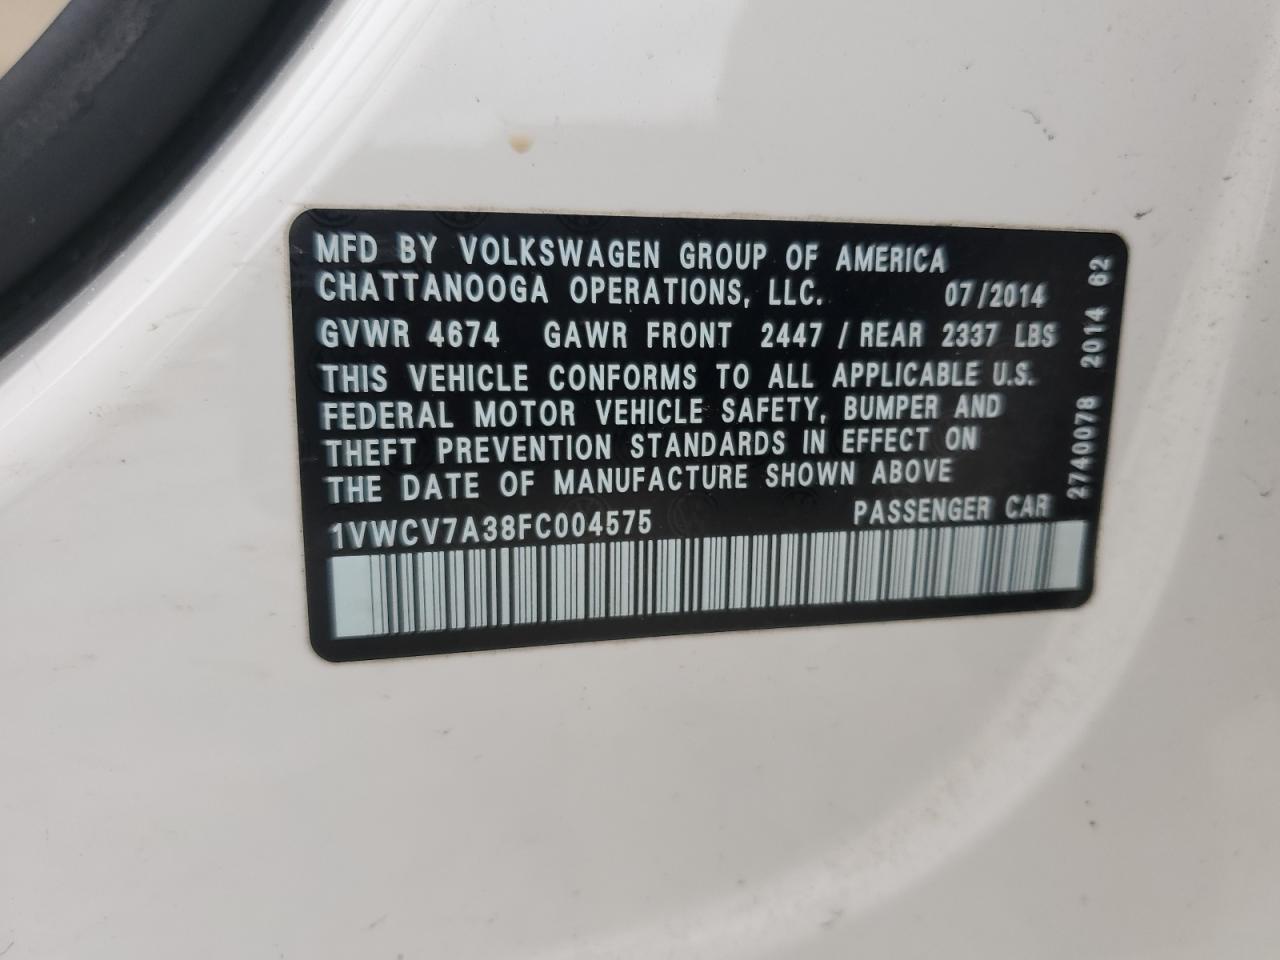 MFD BY VOLKSWAGEN GROUP OF AMERICA
CHATTANOOGA OPERATIONS, LLC. 07/2014
GVWR 4674 GAWR FRONT 2447 / REAR 2337 LBS
THIS VEHICLE CONFORMS TO ALL APPLICABLE U.S.
FEDERAL MOTOR VEHICLE SAFETY, BUMPER AND
THEFT PREVENTION STANDARDS IN EFFECT ON
THE DATE OF MANUFACTURE SHOWN ABOVE
1VWCV7A38FC004575 PASSENGER CAR
2740078 2014 62